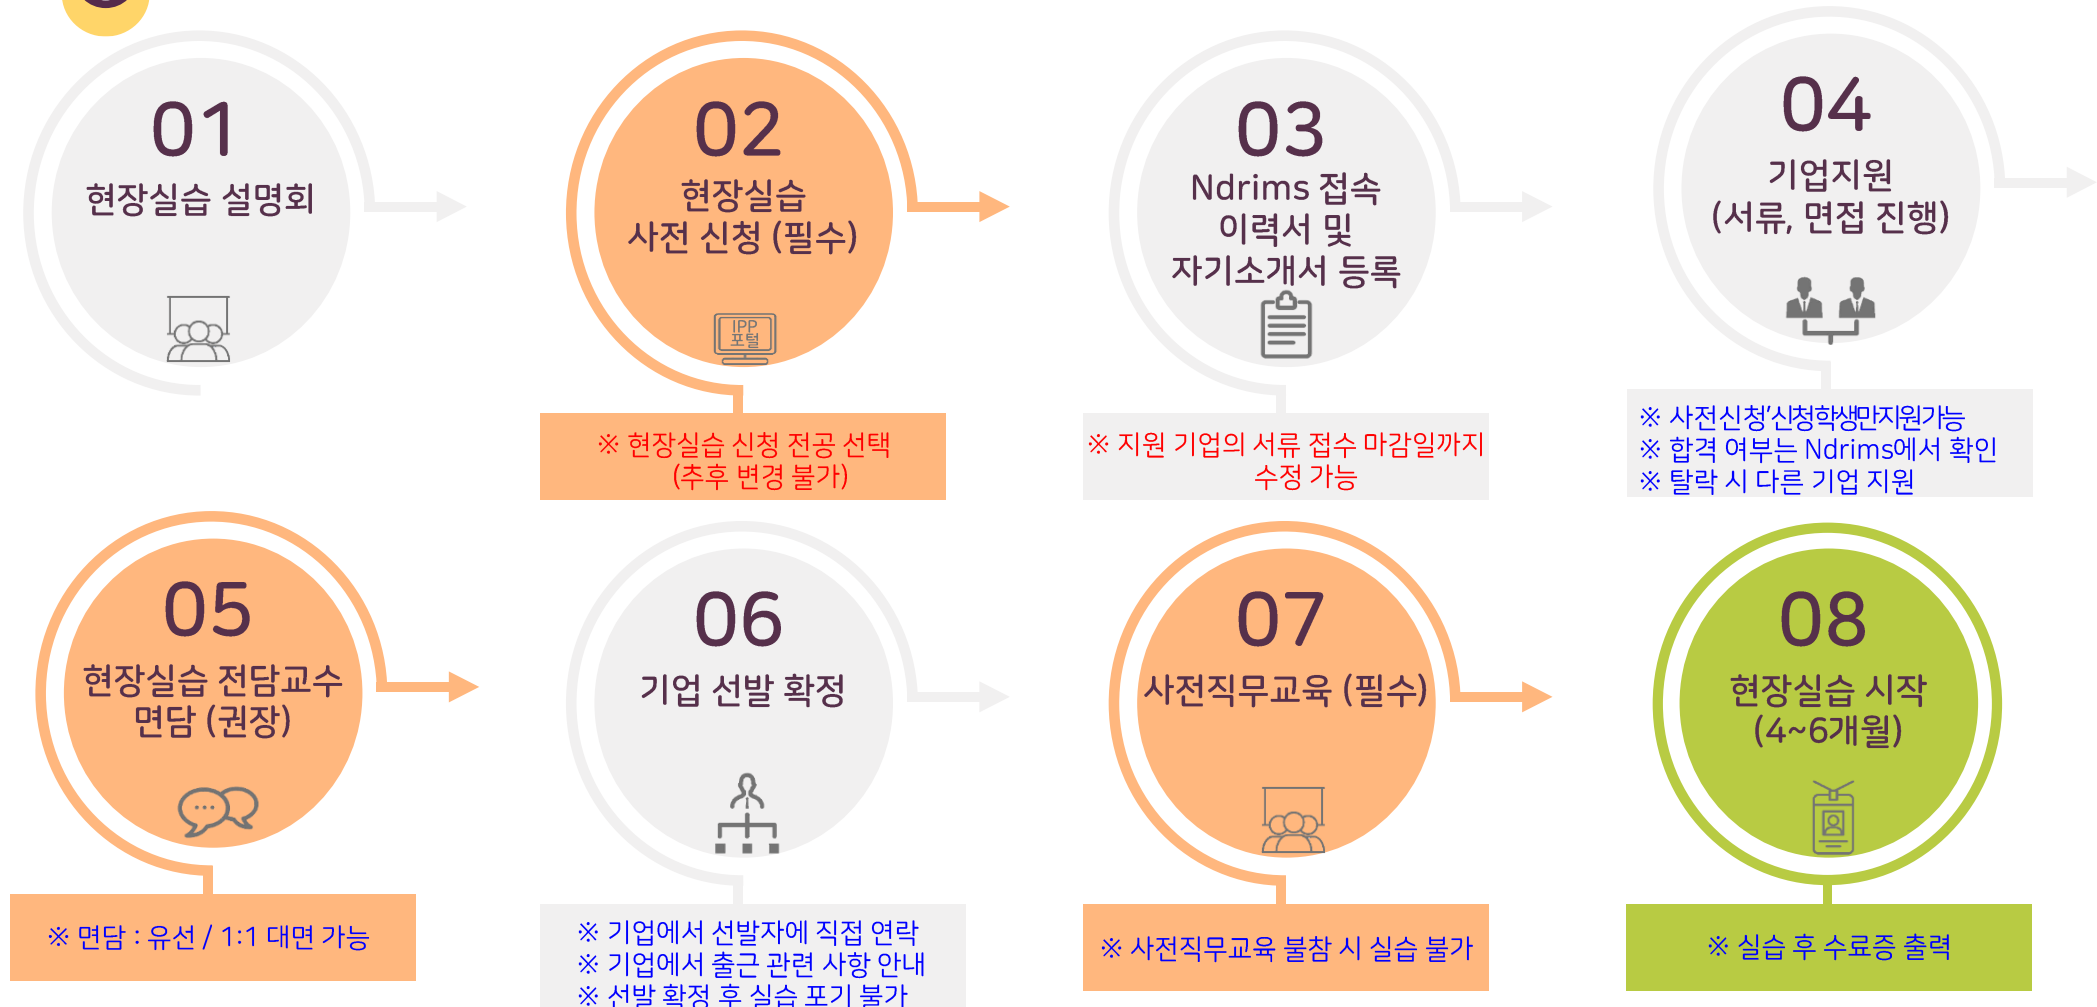 01
현장실습 설명회
02
현장실습
사전 신청 (필수)
IPP
포털
※ 현장실습 신청 전공 선택
(추후 변경 불가)
03
Ndrims 접속
이력서 및
자기소개서 등록
※ 지원 기업의 서류 접수 마감일까지
수정 가능
04
기업지원
(서류, 면접 진행)
※ 사전신청'신청학생만지원가능
※ 합격 여부는 Ndrims에서 확인
※ 탈락 시 다른 기업 지원
05
현장실습 전담교수
면담 (권장)
※ 면담 : 유선 / 1:1 대면 가능
06
기업 선발 확정
※ 기업에서 선발자에 직접 연락
※ 기업에서 출근 관련 사항 안내
※ 선발 확정 후 실습 포기 불가
07
사전직무교육 (필수)
※ 사전직무교육 불참 시 실습 불가
08
현장실습 시작
(4~6개월)
※ 실습 후 수료증 출력